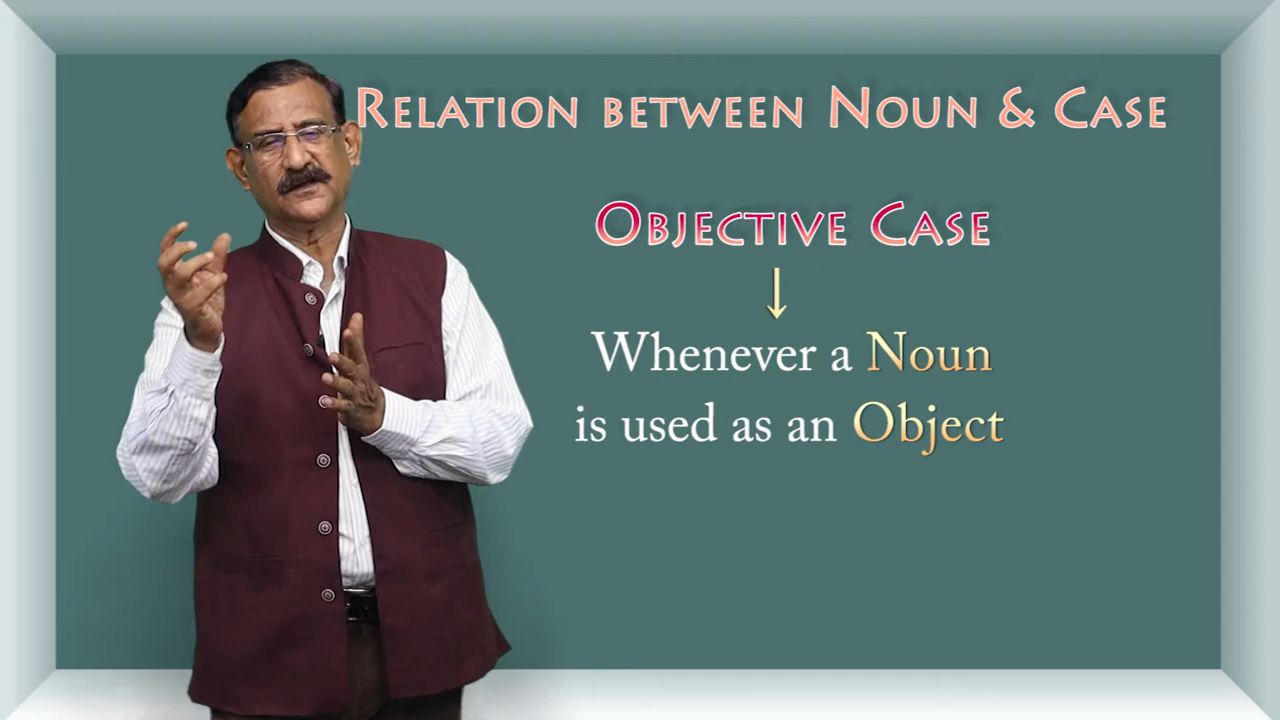 Relation between Noun & Case
Objective Case
↓
Whenever a Noun
is used as an Object